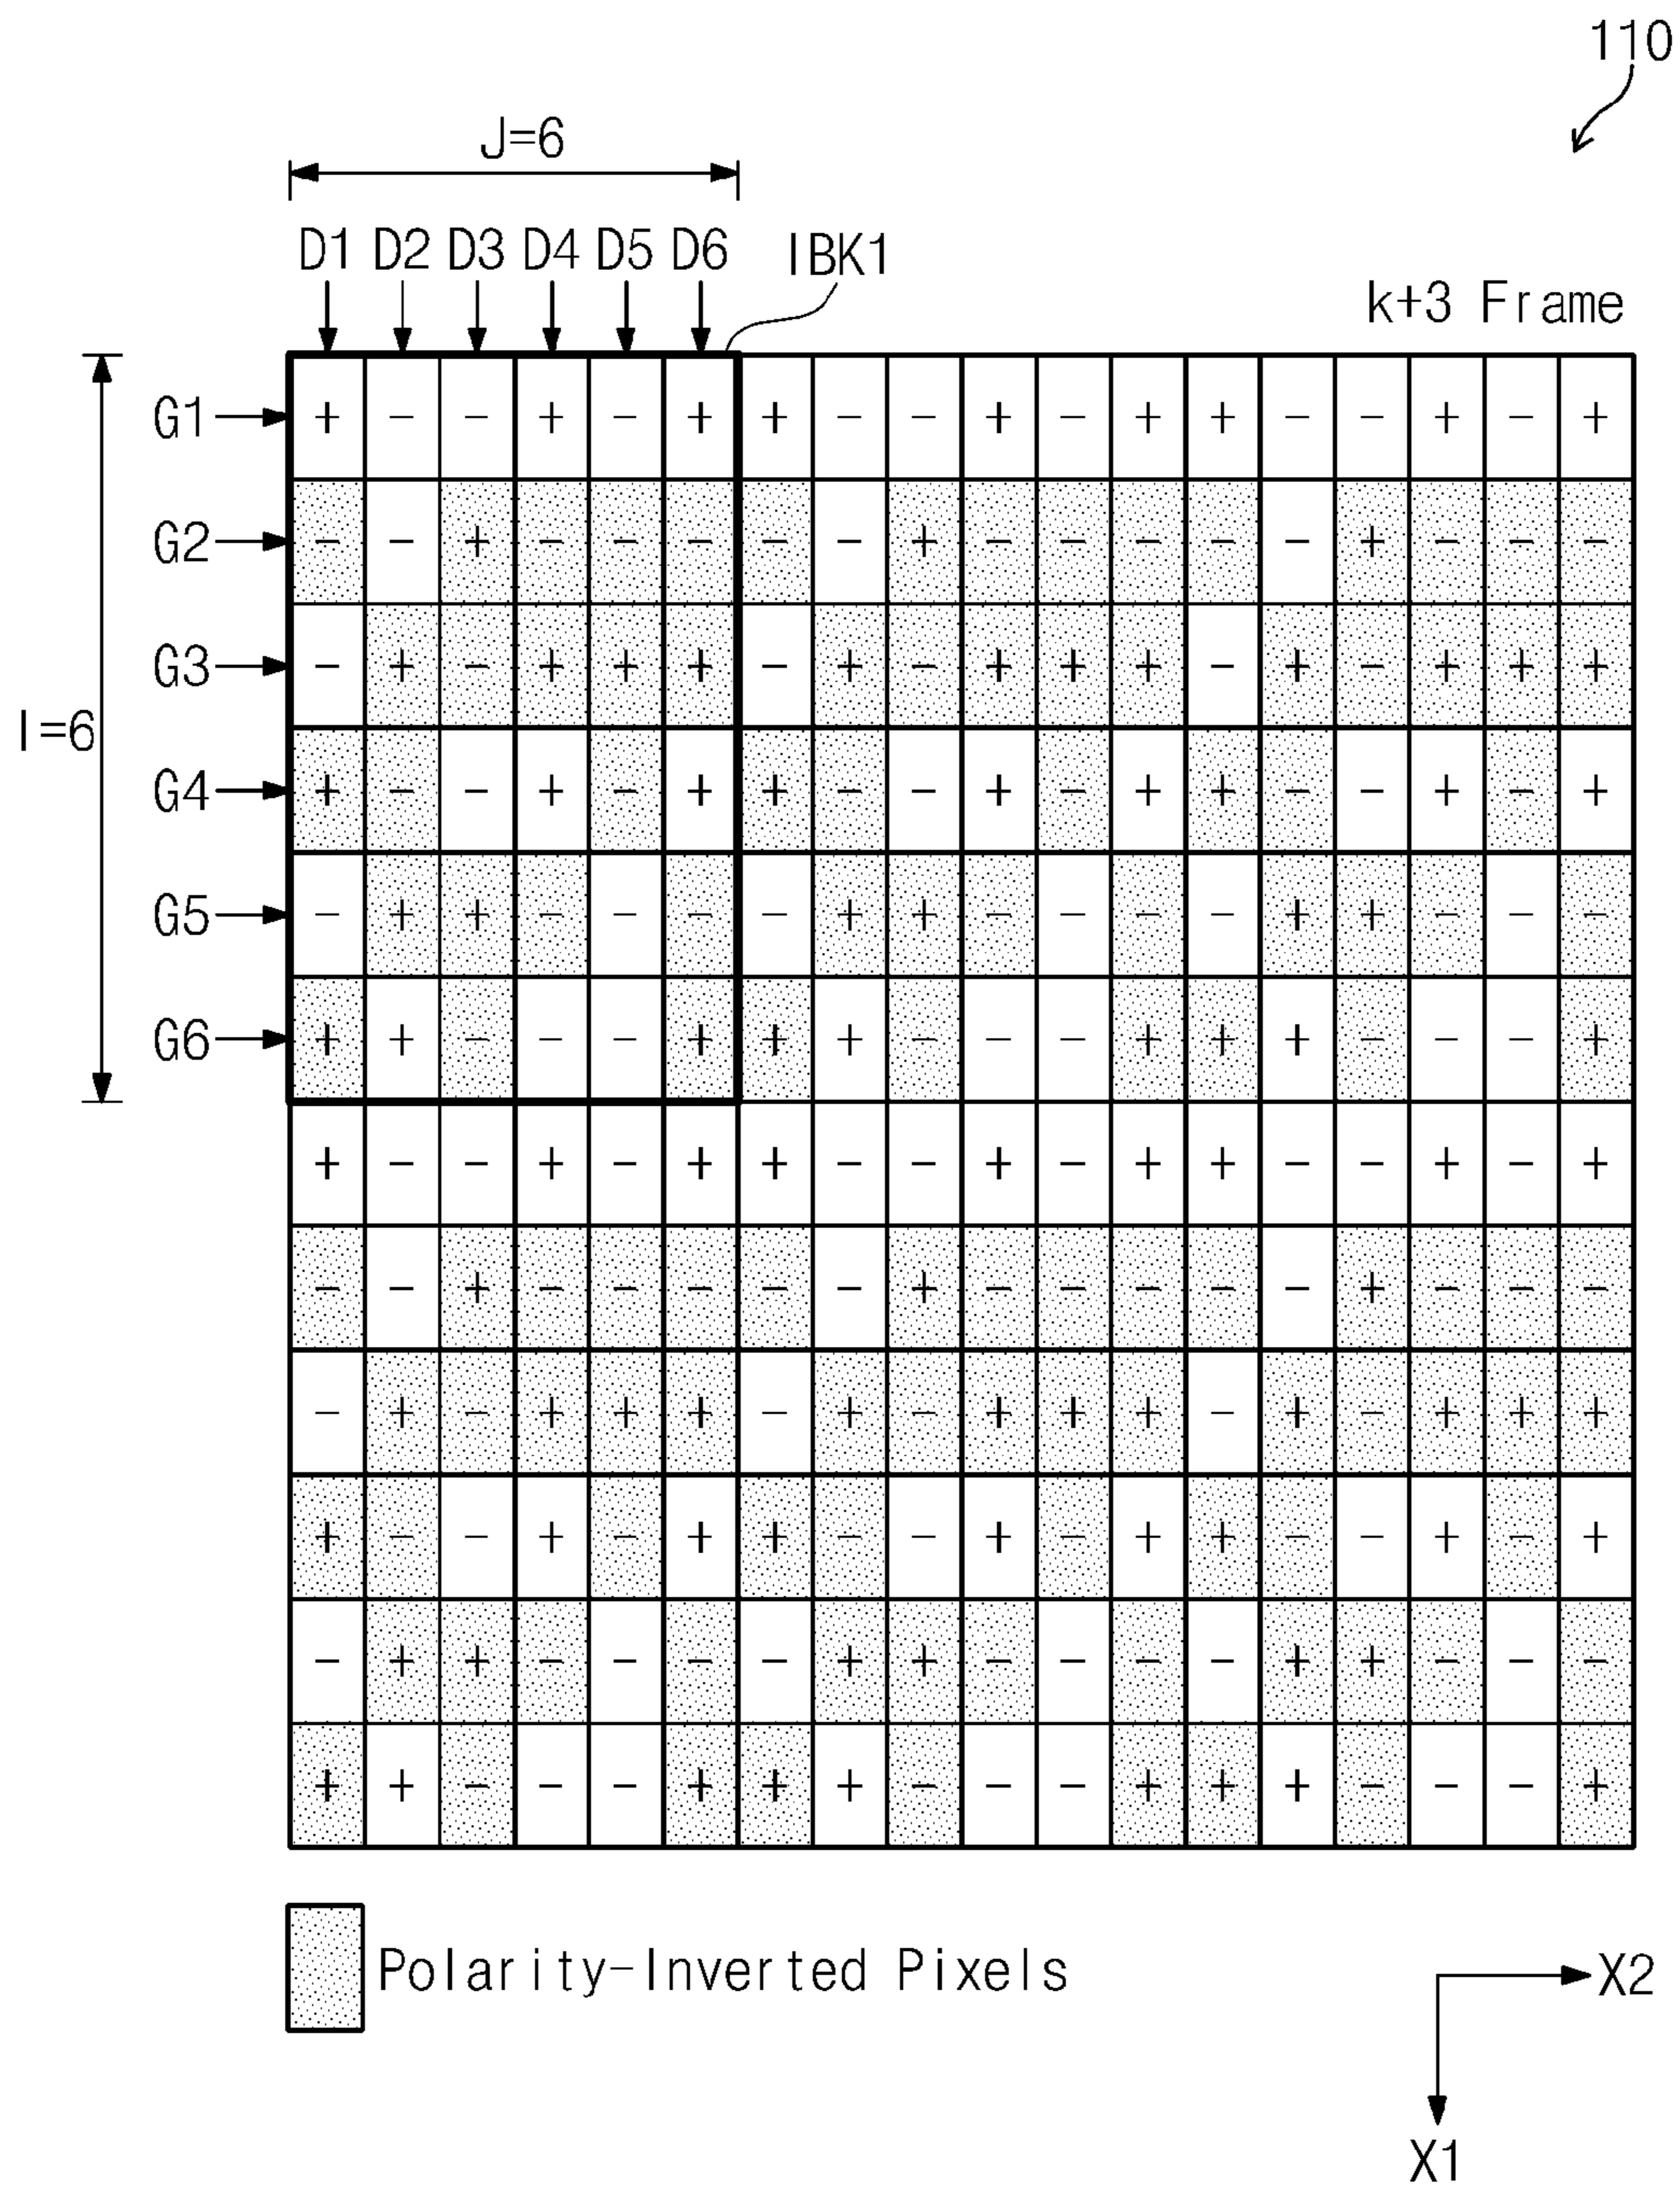 110
J=6
D1 D2 D3 D4 D5 D6 IBK1
k+3 Frame
G1 + − − + − + + − − + − + + − − + − +
G2 − − + − − − − − + − − − − − + − − −
G3 − + − + + + − + − + + + − + − + + +
I=6
G4 + − − + − + + − − + − + + − − + − +
G5 − + + − − − − + + − − − − + + − − −
G6 + + − − − + + + − − − + + + − − − +
+ − − + − + + − − + − + + − − + − +
− − + − − − − − + − − − − − + − − −
− + − + + + − + − + + + − + − + + +
+ − − + − + + − − + − + + − − + − +
− + + − − − − + + − − − − + + − − −
+ + − − − + + + − − − + + + − − − +
Polarity-Inverted Pixels
X2
X1